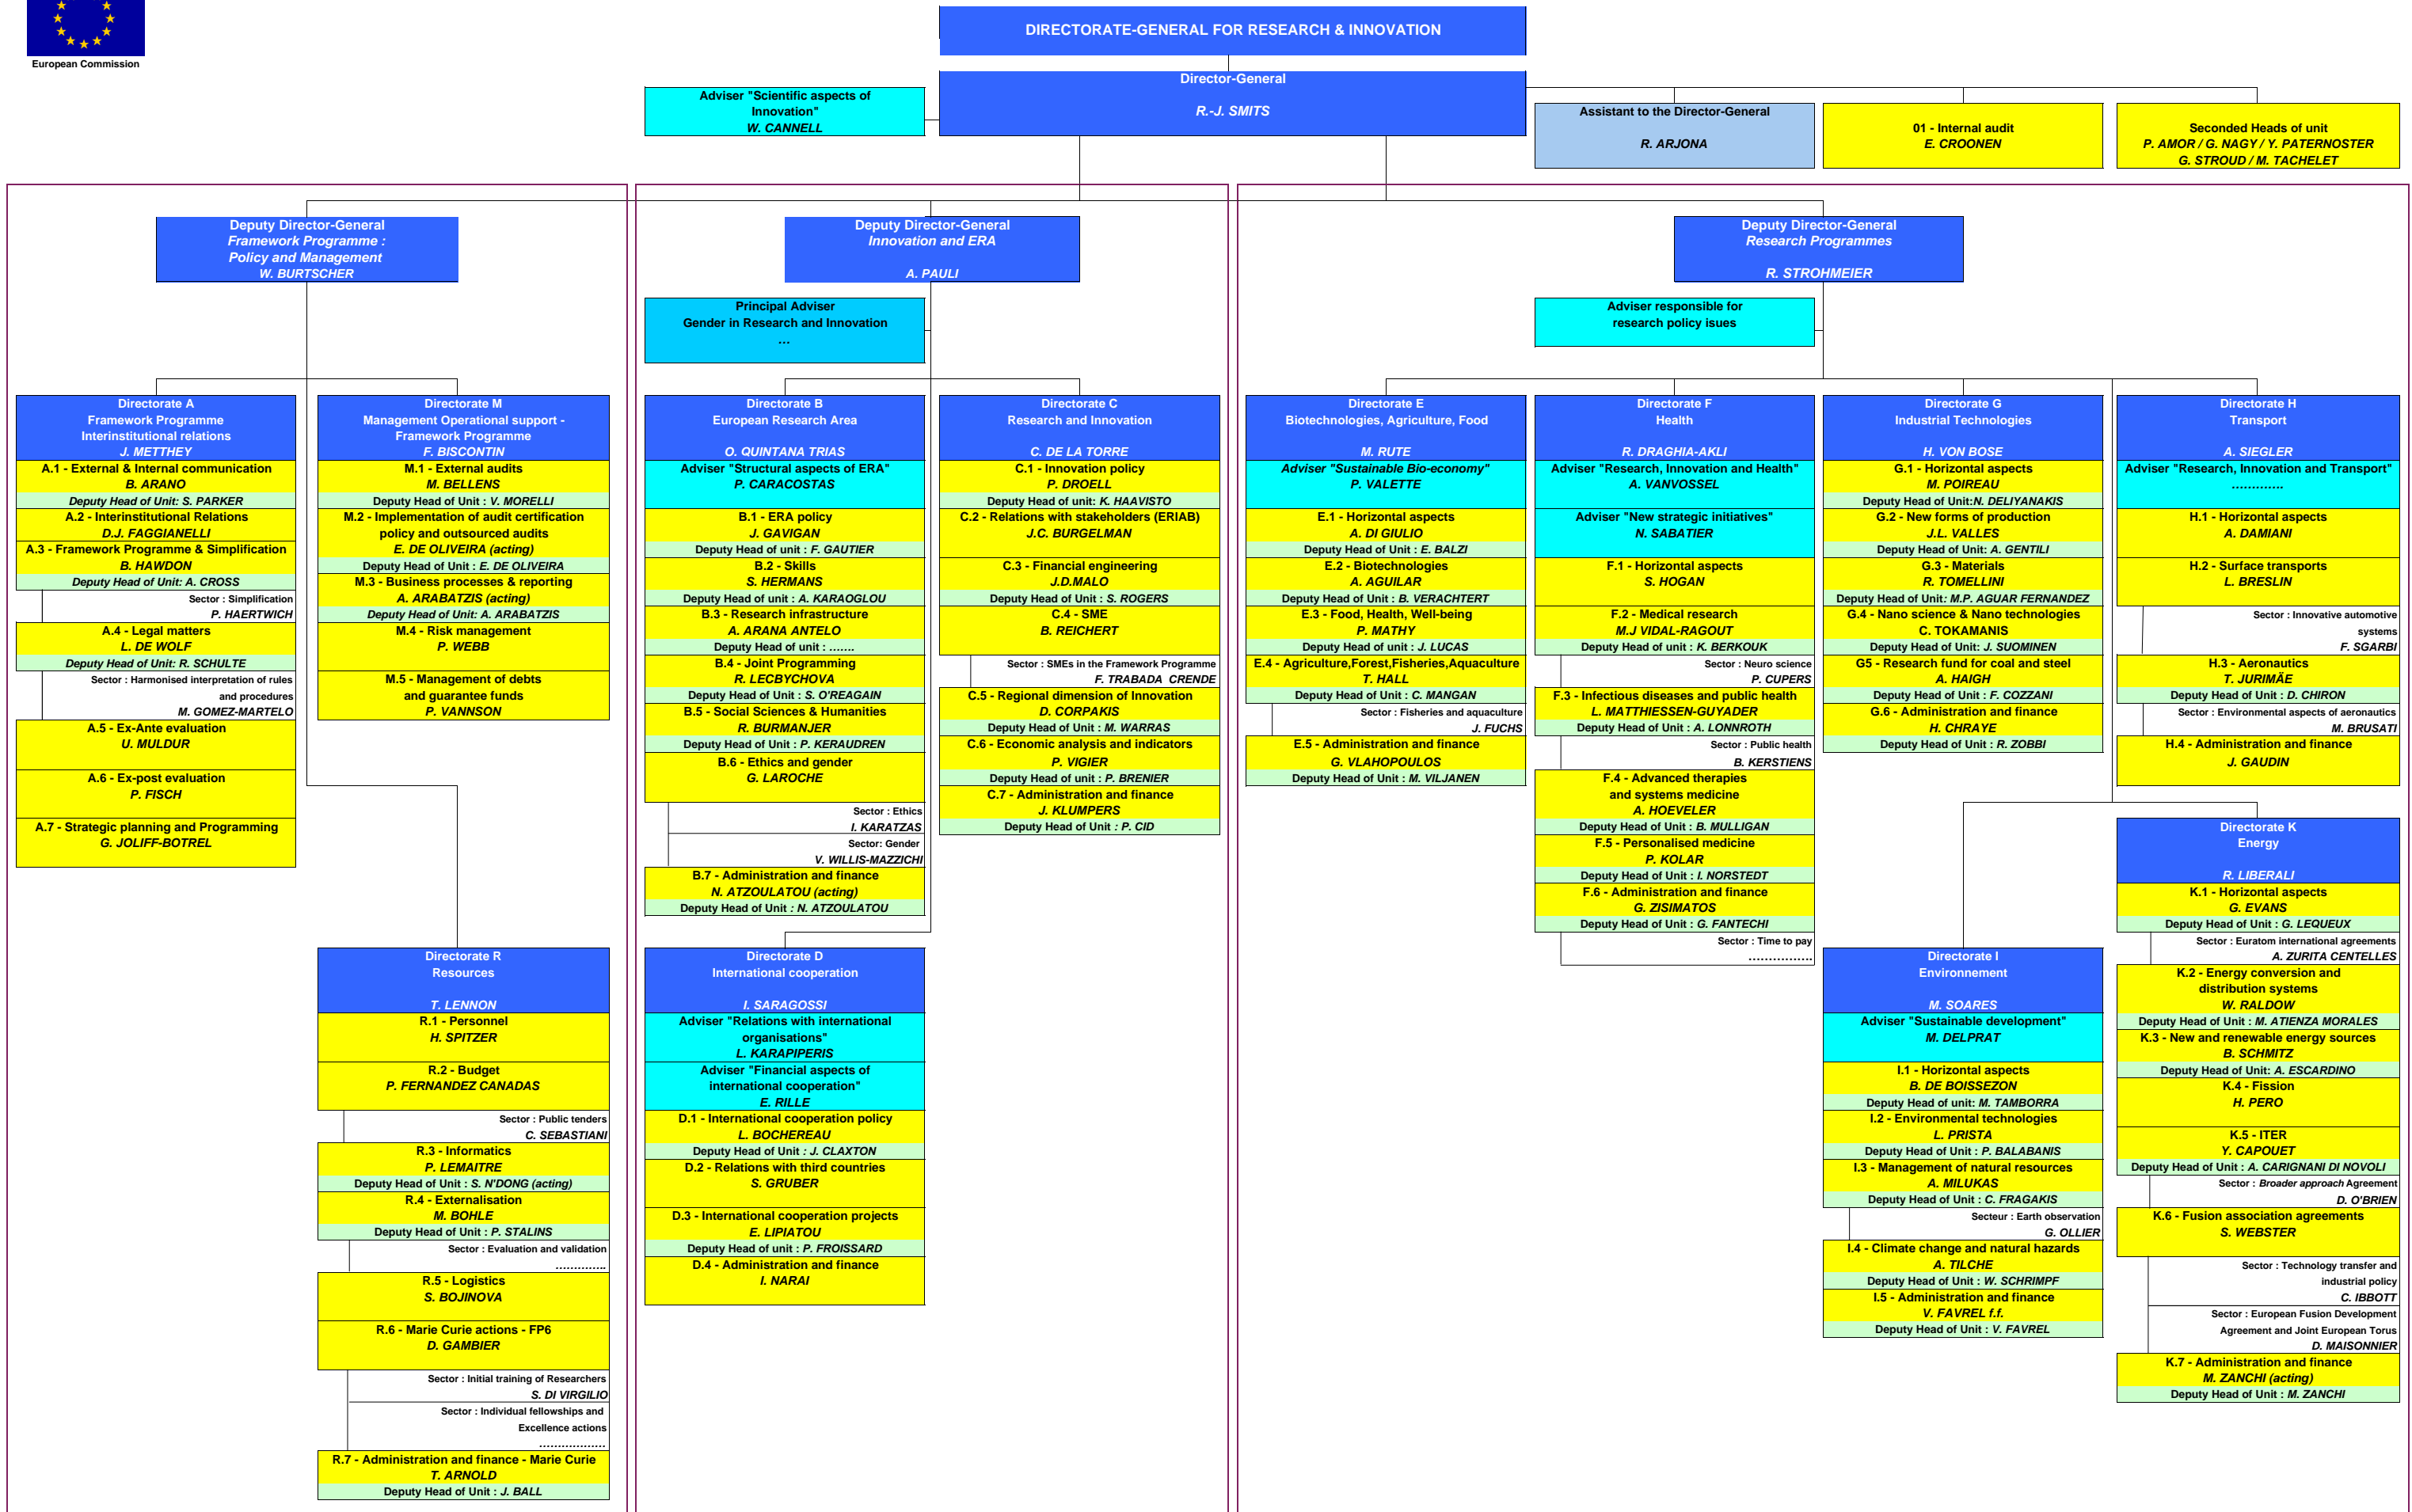 European Commission
DIRECTORATE-GENERAL FOR RESEARCH & INNOVATION
Director-General
R.-J. SMITS
Adviser "Scientific aspects of
Innovation"
W. CANNELL
Assistant to the Director-General
R. ARJONA
01 - Internal audit
E. CROONEN
Seconded Heads of unit
P. AMOR / G. NAGY / Y. PATERNOSTER
G. STROUD / M. TACHELET
Deputy Director-General
Framework Programme :
Policy and Management
W. BURTSCHER
Deputy Director-General
Innovation and ERA
A. PAULI
Deputy Director-General
Research Programmes
R. STROHMEIER
Principal Adviser
Gender in Research and Innovation
...
Adviser responsible for
research policy isues
Directorate A
Framework Programme
Interinstitutional relations
J. METTHEY
A.1 - External & Internal communication
B. ARANO
Deputy Head of Unit: S. PARKER
A.2 - Interinstitutional Relations
D.J. FAGGIANELLI
A.3 - Framework Programme & Simplification
B. HAWDON
Deputy Head of Unit: A. CROSS
Sector : Simplification
P. HAERTWICH
A.4 - Legal matters
L. DE WOLF
Deputy Head of Unit: R. SCHULTE
Sector : Harmonised interpretation of rules
and procedures
M. GOMEZ-MARTELO
A.5 - Ex-Ante evaluation
U. MULDUR
A.6 - Ex-post evaluation
P. FISCH
A.7 - Strategic planning and Programming
G. JOLIFF-BOTREL
Directorate M
Management Operational support -
Framework Programme
F. BISCONTIN
M.1 - External audits
M. BELLENS
Deputy Head of Unit : V. MORELLI
M.2 - Implementation of audit certification
policy and outsourced audits
E. DE OLIVEIRA (acting)
Deputy Head of Unit : E. DE OLIVEIRA
M.3 - Business processes & reporting
A. ARABATZIS (acting)
Deputy Head of Unit: A. ARABATZIS
M.4 - Risk management
P. WEBB
M.5 - Management of debts
and guarantee funds
P. VANNSON
Directorate R
Resources
T. LENNON
R.1 - Personnel
H. SPITZER
R.2 - Budget
P. FERNANDEZ CANADAS
Sector : Public tenders
C. SEBASTIANI
R.3 - Informatics
P. LEMAITRE
Deputy Head of Unit : S. N'DONG (acting)
R.4 - Externalisation
M. BOHLE
Deputy Head of Unit : P. STALINS
Sector : Evaluation and validation
.............
R.5 - Logistics
S. BOJINOVA
R.6 - Marie Curie actions - FP6
D. GAMBIER
Sector : Initial training of Researchers
S. DI VIRGILIO
Sector : Individual fellowships and
Excellence actions
.................
R.7 - Administration and finance - Marie Curie
T. ARNOLD
Deputy Head of Unit : J. BALL
Directorate B
European Research Area
O. QUINTANA TRIAS
Adviser "Structural aspects of ERA"
P. CARACOSTAS
B.1 - ERA policy
J. GAVIGAN
Deputy Head of unit : F. GAUTIER
B.2 - Skills
S. HERMANS
Deputy Head of unit : A. KARAOGLOU
B.3 - Research infrastructure
A. ARANA ANTELO
Deputy Head of unit : .......
B.4 - Joint Programming
R. LECBYCHOVA
Deputy Head of Unit : S. O'REAGAIN
B.5 - Social Sciences & Humanities
R. BURMANJER
Deputy Head of Unit : P. KERAUDREN
B.6 - Ethics and gender
G. LAROCHE
Sector : Ethics
I. KARATZAS
Sector: Gender
V. WILLIS-MAZZICHI
B.7 - Administration and finance
N. ATZOULATOU (acting)
Deputy Head of Unit : N. ATZOULATOU
Directorate D
International cooperation
I. SARAGOSSI
Adviser "Relations with international
organisations"
L. KARAPIPERIS
Adviser "Financial aspects of
international cooperation"
E. RILLE
D.1 - International cooperation policy
L. BOCHEREAU
Deputy Head of Unit : J. CLAXTON
D.2 - Relations with third countries
S. GRUBER
D.3 - International cooperation projects
E. LIPIATOU
Deputy Head of unit : P. FROISSARD
D.4 - Administration and finance
I. NARAI
Directorate C
Research and Innovation
C. DE LA TORRE
C.1 - Innovation policy
P. DROELL
Deputy Head of unit: K. HAAVISTO
C.2 - Relations with stakeholders (ERIAB)
J.C. BURGELMAN
C.3 - Financial engineering
J.D.MALO
Deputy Head of Unit : S. ROGERS
C.4 - SME
B. REICHERT
Sector : SMEs in the Framework Programme
F. TRABADA CRENDE
C.5 - Regional dimension of Innovation
D. CORPAKIS
Deputy Head of Unit : M. WARRAS
C.6 - Economic analysis and indicators
P. VIGIER
Deputy Head of unit : P. BRENIER
C.7 - Administration and finance
J. KLUMPERS
Deputy Head of Unit : P. CID
Directorate E
Biotechnologies, Agriculture, Food
M. RUTE
Adviser "Sustainable Bio-economy"
P. VALETTE
E.1 - Horizontal aspects
A. DI GIULIO
Deputy Head of Unit : E. BALZI
E.2 - Biotechnologies
A. AGUILAR
Deputy Head of Unit : B. VERACHTERT
E.3 - Food, Health, Well-being
P. MATHY
Deputy Head of unit : J. LUCAS
E.4 - Agriculture,Forest,Fisheries,Aquaculture
T. HALL
Deputy Head of Unit : C. MANGAN
Sector : Fisheries and aquaculture
J. FUCHS
E.5 - Administration and finance
G. VLAHOPOULOS
Deputy Head of Unit : M. VILJANEN
Directorate F
Health
R. DRAGHIA-AKLI
Adviser "Research, Innovation and Health"
A. VANVOSSEL
Adviser "New strategic initiatives"
N. SABATIER
F.1 - Horizontal aspects
S. HOGAN
F.2 - Medical research
M.J VIDAL-RAGOUT
Deputy Head of unit : K. BERKOUK
Sector : Neuro science
P. CUPERS
F.3 - Infectious diseases and public health
L. MATTHIESSEN-GUYADER
Deputy Head of Unit : A. LONNROTH
Sector : Public health
B. KERSTIENS
F.4 - Advanced therapies
and systems medicine
A. HOEVELER
Deputy Head of Unit : B. MULLIGAN
F.5 - Personalised medicine
P. KOLAR
Deputy Head of Unit : I. NORSTEDT
F.6 - Administration and finance
G. ZISIMATOS
Deputy Head of Unit : G. FANTECHI
Sector : Time to pay
................
Directorate G
Industrial Technologies
H. VON BOSE
G.1 - Horizontal aspects
M. POIREAU
Deputy Head of Unit:N. DELIYANAKIS
G.2 - New forms of production
J.L. VALLES
Deputy Head of Unit: A. GENTILI
G.3 - Materials
R. TOMELLINI
Deputy Head of Unit: M.P. AGUAR FERNANDEZ
G.4 - Nano science & Nano technologies
C. TOKAMANIS
Deputy Head of Unit: J. SUOMINEN
G5 - Research fund for coal and steel
A. HAIGH
Deputy Head of Unit : F. COZZANI
G.6 - Administration and finance
H. CHRAYE
Deputy Head of Unit : R. ZOBBI
Directorate I
Environnement
M. SOARES
Adviser "Sustainable development"
M. DELPRAT
I.1 - Horizontal aspects
B. DE BOISSEZON
Deputy Head of unit: M. TAMBORRA
I.2 - Environmental technologies
L. PRISTA
Deputy Head of Unit : P. BALABANIS
I.3 - Management of natural resources
A. MILUKAS
Deputy Head of Unit : C. FRAGAKIS
Secteur : Earth observation
G. OLLIER
I.4 - Climate change and natural hazards
A. TILCHE
Deputy Head of Unit : W. SCHRIMPF
I.5 - Administration and finance
V. FAVREL f.f.
Deputy Head of Unit : V. FAVREL
Directorate H
Transport
A. SIEGLER
Adviser "Research, Innovation and Transport"
.............
H.1 - Horizontal aspects
A. DAMIANI
H.2 - Surface transports
L. BRESLIN
Sector : Innovative automotive
systems
F. SGARBI
H.3 - Aeronautics
T. JURIMÄE
Deputy Head of Unit : D. CHIRON
Sector : Environmental aspects of aeronautics
M. BRUSATI
H.4 - Administration and finance
J. GAUDIN
Directorate K
Energy
R. LIBERALI
K.1 - Horizontal aspects
G. EVANS
Deputy Head of Unit : G. LEQUEUX
Sector : Euratom international agreements
A. ZURITA CENTELLES
K.2 - Energy conversion and
distribution systems
W. RALDOW
Deputy Head of Unit : M. ATIENZA MORALES
K.3 - New and renewable energy sources
B. SCHMITZ
Deputy Head of Unit: A. ESCARDINO
K.4 - Fission
H. PERO
K.5 - ITER
Y. CAPOUET
Deputy Head of Unit : A. CARIGNANI DI NOVOLI
Sector : Broader approach Agreement
D. O'BRIEN
K.6 - Fusion association agreements
S. WEBSTER
Sector : Technology transfer and
industrial policy
C. IBBOTT
Sector : European Fusion Development
Agreement and Joint European Torus
D. MAISONNIER
K.7 - Administration and finance
M. ZANCHI (acting)
Deputy Head of Unit : M. ZANCHI